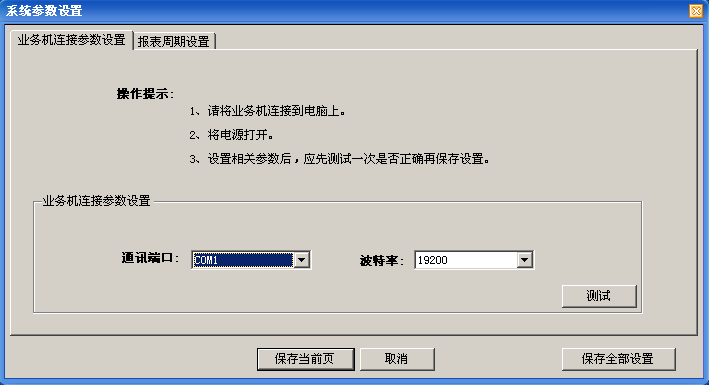 系统参数设置
业务机连接参数设置 报表周期设置
操作提示:
1、请将业务机连接到电脑上。
2、将电源打开。
3、设置相关参数后,应先测试一次是否正确再保存设置。
业务机连接参数设置
通讯端口: COM1 波特率: 19200
测试
保存当前页 取消 保存全部设置